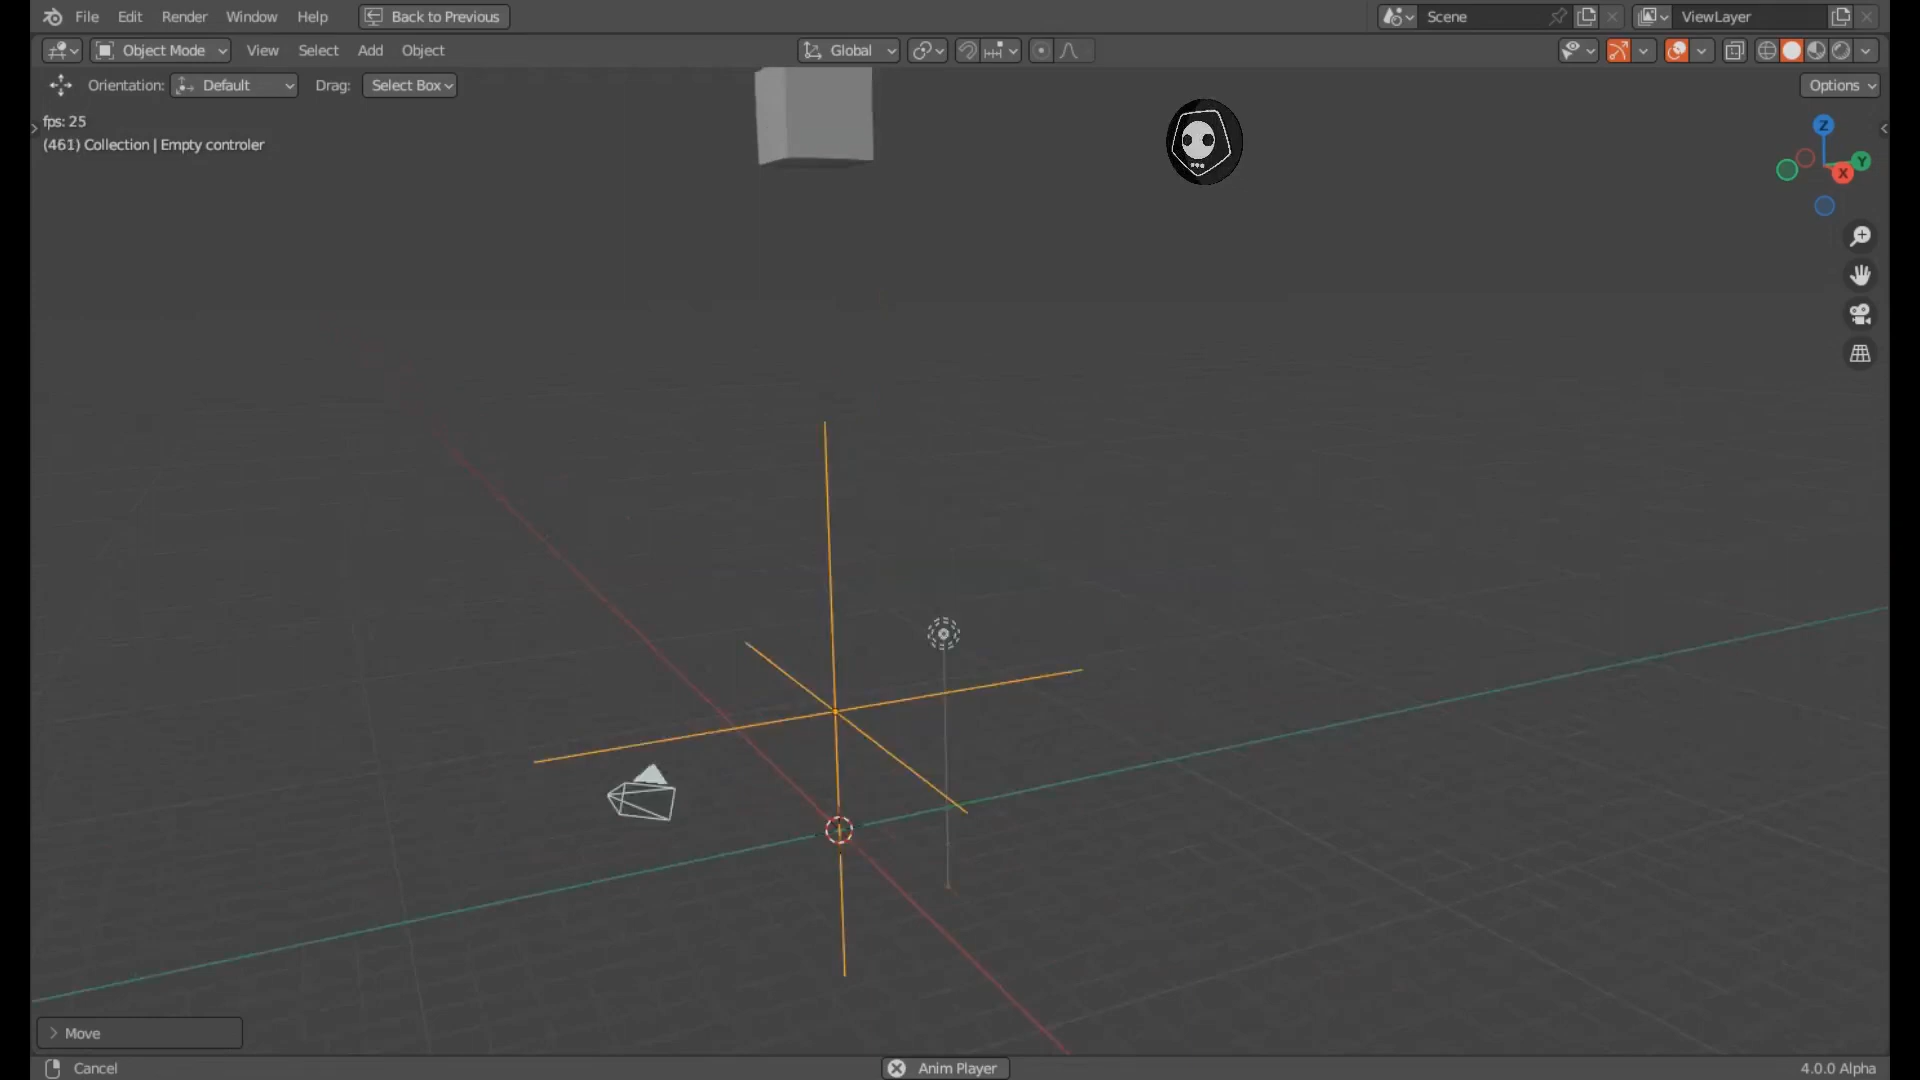 File Edit Render Window Help Back to Previous Scene ViewLayer
Object Mode View Select Add Object Global
Orientation: Default Drag: Select Box Options
fps: 25
(461) Collection | Empty controler
Z
Y
X
Move
Cancel Anim Player 4.0.0 Alpha